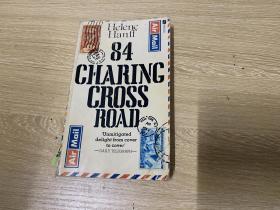 Helene
Hanff
Air
Mail
84
CHARING
CROSS
ROAD
'Unmitigated
delight from cover
to cover'
—DAILY TELEGRAPH
Air
Mail